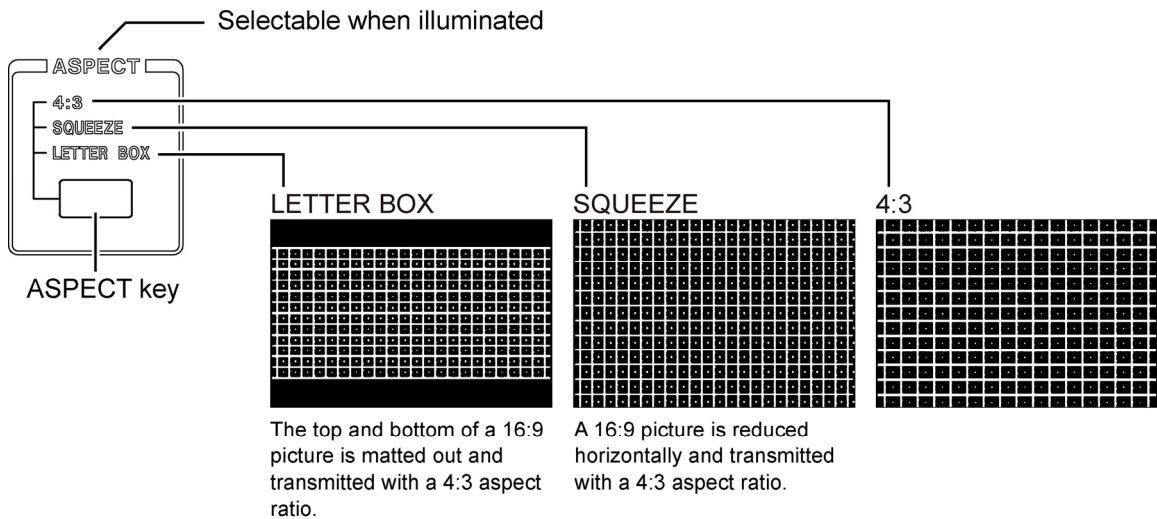 Selectable when illuminated
ASPECT
4:3
SQUEEZE
LETTER BOX
ASPECT key
LETTER BOX
The top and bottom of a 16:9
picture is matted out and
transmitted with a 4:3 aspect
ratio.
SQUEEZE
A 16:9 picture is reduced
horizontally and transmitted
with a 4:3 aspect ratio.
4:3